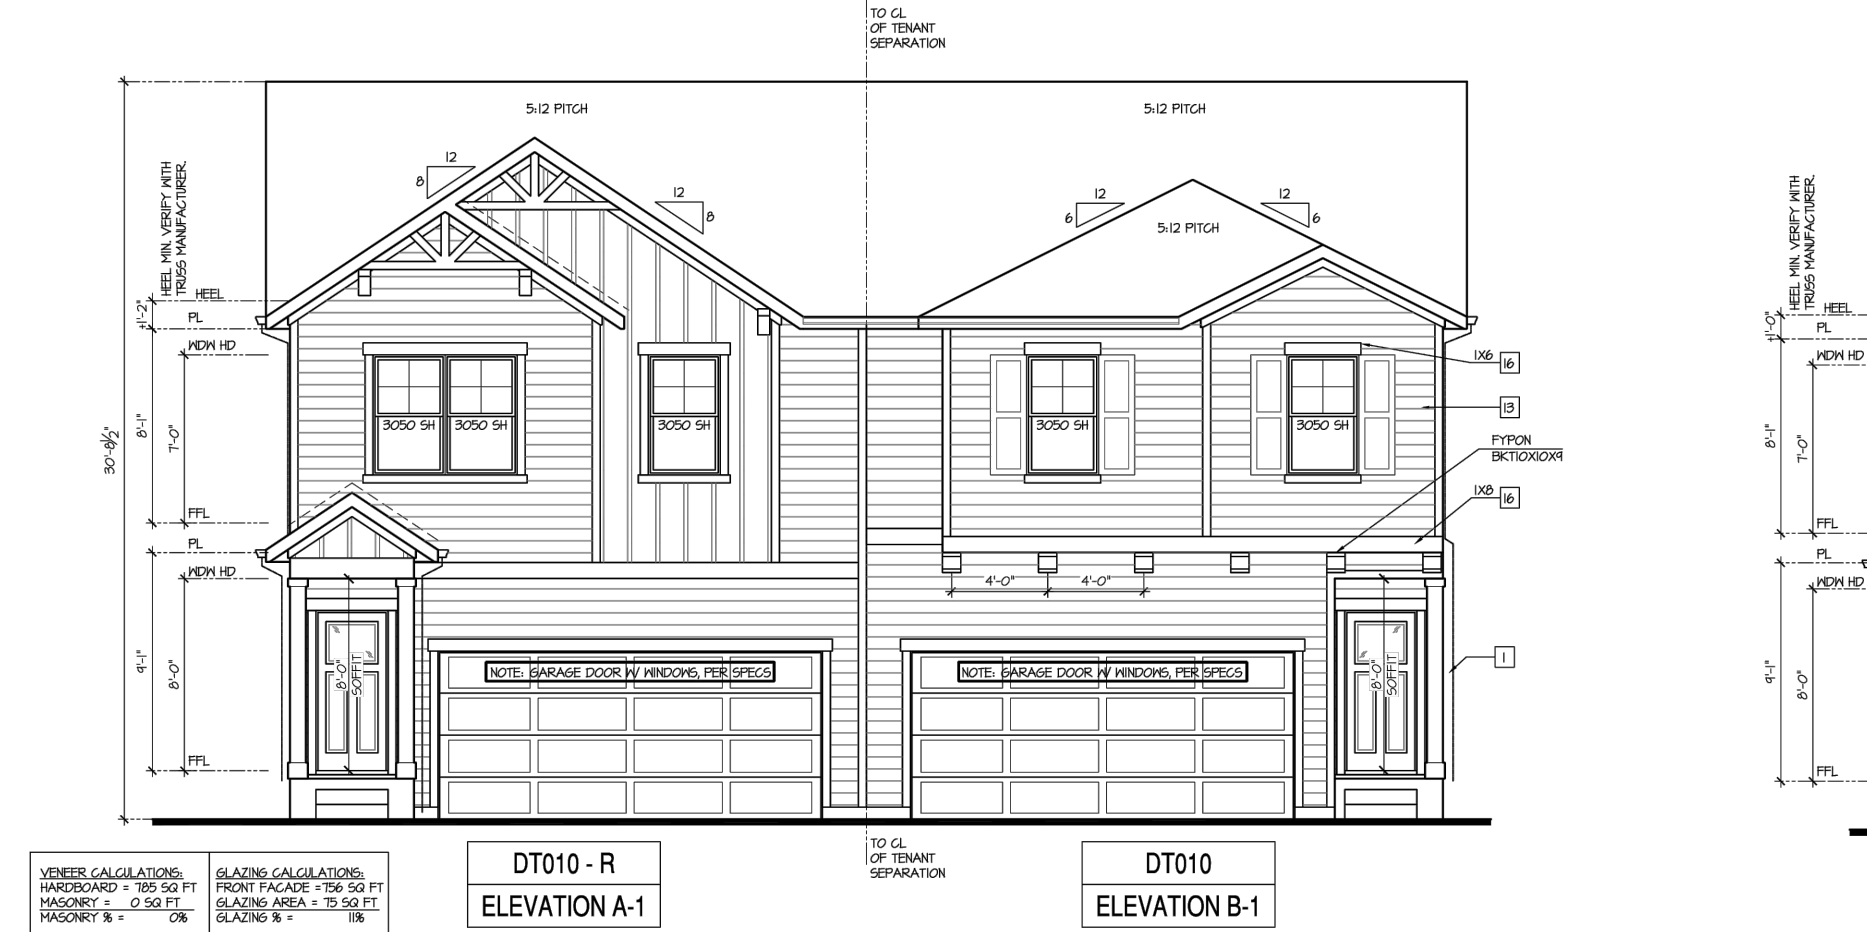 TO CL
OF TENANT
SEPARATION
5:12 PITCH
5:12 PITCH
12
8
12
8
12
6
12
6
5:12 PITCH
HEEL MIN. VERIFY WITH
TRUSS MANUFACTURER.
HEEL
PL
WDW HD
FFL
PL
WDW HD
FFL
±1'-2"
8'-1"
7'-0"
30'-8½"
9'-1"
8'-0"
3050 SH
3050 SH
3050 SH
3050 SH
3050 SH
1X6
16
13
FYPON
BKT10X10X9
1X8
16
1
4'-0"
4'-0"
8'-0"
SOFFIT
8'-0"
SOFFIT
NOTE: GARAGE DOOR W/ WINDOWS, PER SPECS
NOTE: GARAGE DOOR W/ WINDOWS, PER SPECS
HEEL MIN. VERIFY WITH
TRUSS MANUFACTURER.
HEEL
PL
WDW HD
FFL
PL
WDW HD
FFL
±1'-0"
8'-1"
7'-0"
9'-1"
8'-0"
TO CL
OF TENANT
SEPARATION
DT010 - R
ELEVATION A-1
DT010
ELEVATION B-1
VENEER CALCULATIONS:
HARDBOARD = 785 SQ FT
MASONRY = 0 SQ FT
MASONRY % = 0%
GLAZING CALCULATIONS:
FRONT FACADE =756 SQ FT
GLAZING AREA = 75 SQ FT
GLAZING % = 11%